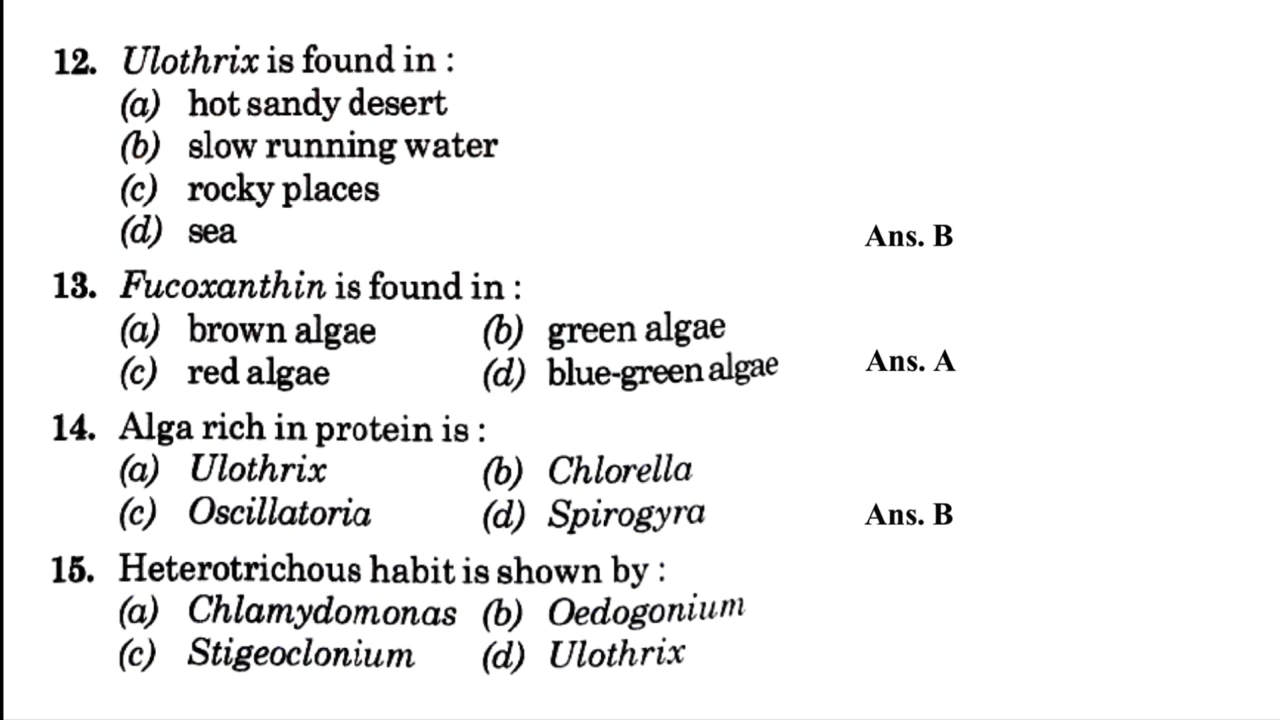 12. Ulothrix is found in :
(a) hot sandy desert
(b) slow running water
(c) rocky places
(d) sea
Ans. B
13. Fucoxanthin is found in :
(a) brown algae (b) green algae
(c) red algae (d) blue-green algae
Ans. A
14. Alga rich in protein is :
(a) Ulothrix (b) Chlorella
(c) Oscillatoria (d) Spirogyra
Ans. B
15. Heterotrichous habit is shown by :
(a) Chlamydomonas (b) Oedogonium
(c) Stigeoclonium (d) Ulothrix